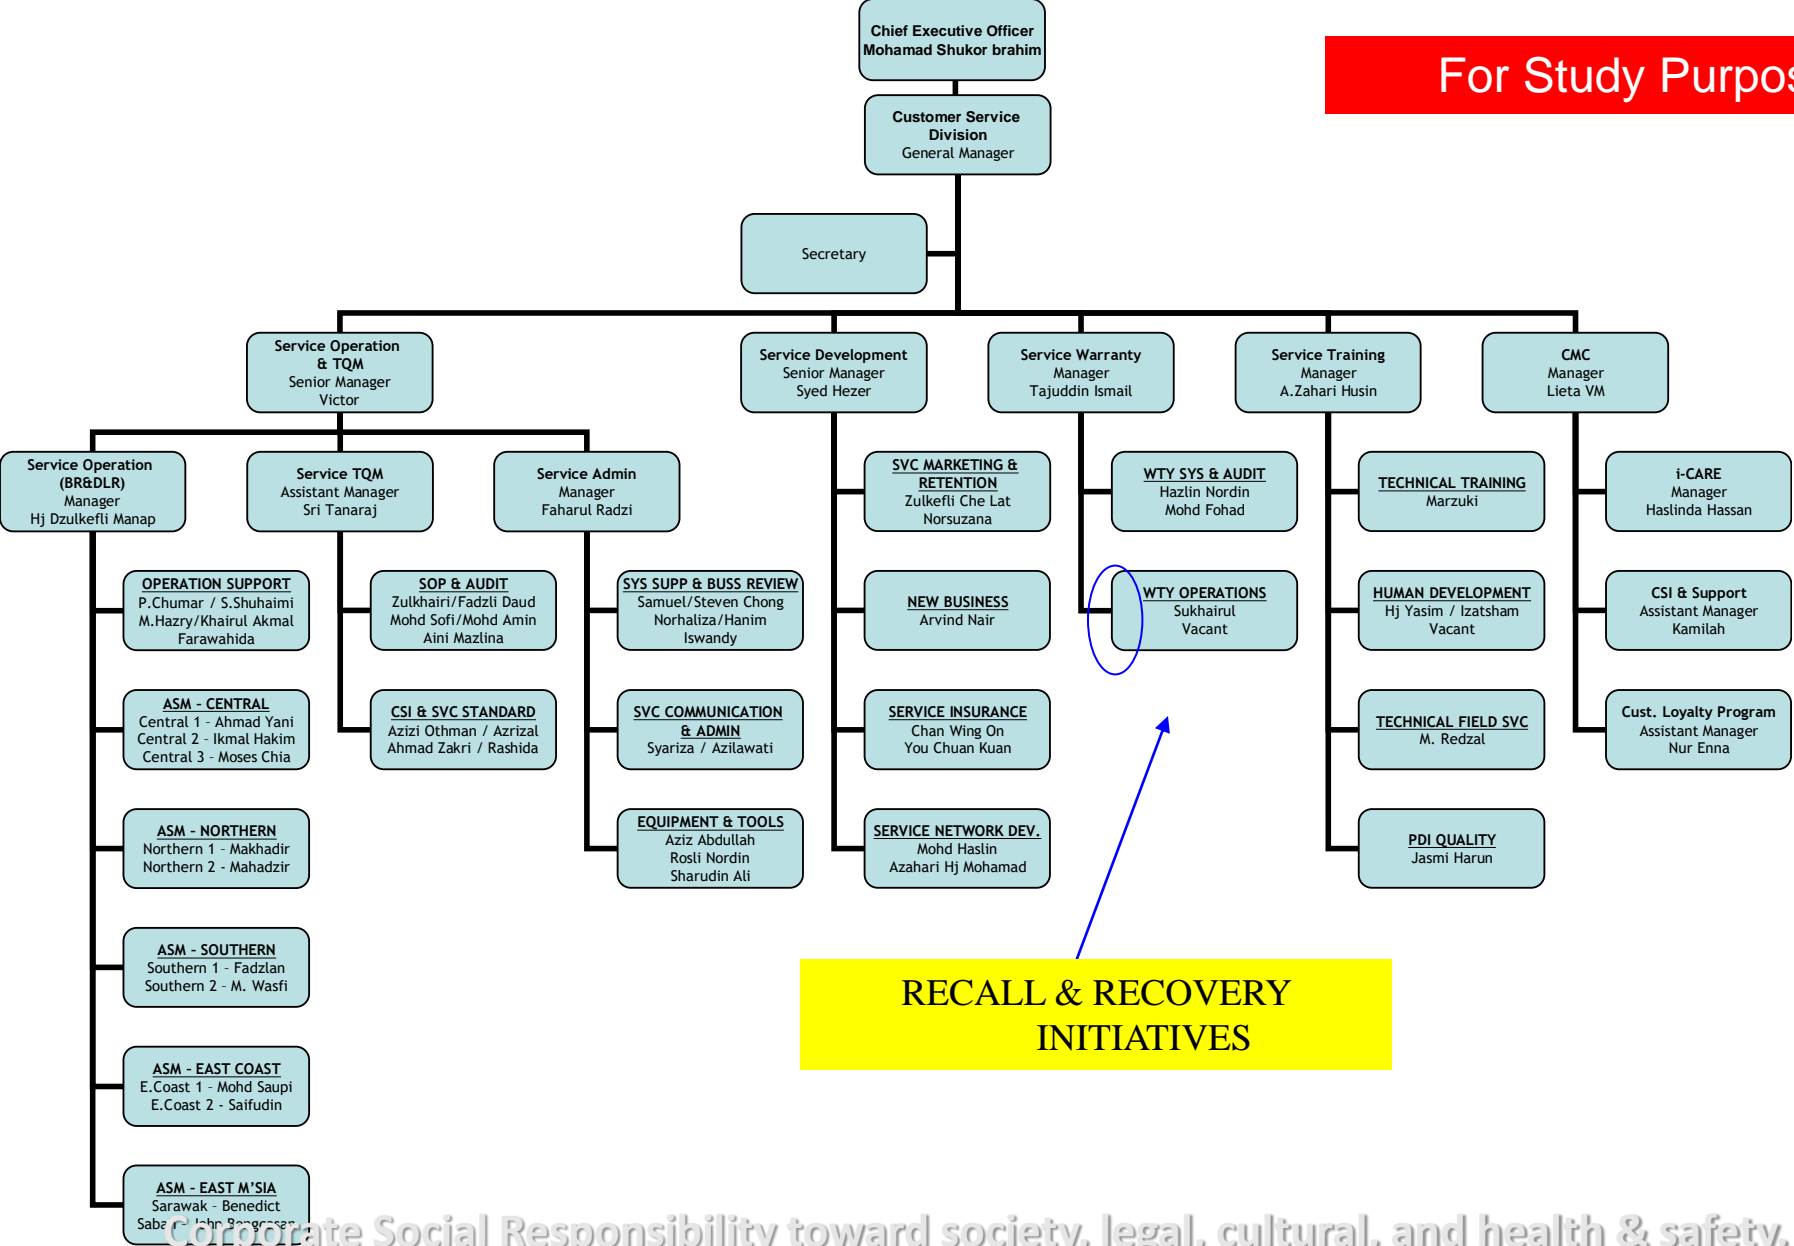 Chief Executive Officer
Mohamad Shukor brahim
For Study Purpos
Customer Service
Division
General Manager
Secretary
Service Operation
& TQM
Senior Manager
Victor
Service Development
Senior Manager
Syed Hezer
Service Warranty
Manager
Tajuddin Ismail
Service Training
Manager
A.Zahari Husin
CMC
Manager
Lieta VM
Service Operation
(BR&DLR)
Manager
Hj Dzulkefli Manap
Service TQM
Assistant Manager
Sri Tanaraj
Service Admin
Manager
Faharul Radzi
SVC MARKETING &
RETENTION
Zulkefli Che Lat
Norsuzana
WTY SYS & AUDIT
Hazlin Nordin
Mohd Fohad
TECHNICAL TRAINING
Marzuki
i-CARE
Manager
Haslinda Hassan
OPERATION SUPPORT
P.Chumar / S.Shuhaimi
M.Hazry/Khairul Akmal
Farawahida
SOP & AUDIT
Zulkhairi/Fadzli Daud
Mohd Sofi/Mohd Amin
Aini Mazlina
SYS SUPP & BUSS REVIEW
Samuel/Steven Chong
Norhaliza/Hanim
Iswandy
NEW BUSINESS
Arvind Nair
WTY OPERATIONS
Sukhairul
Vacant
HUMAN DEVELOPMENT
Hj Yasim / Izatsham
Vacant
CSI & Support
Assistant Manager
Kamilah
ASM - CENTRAL
Central 1 - Ahmad Yani
Central 2 - Ikmal Hakim
Central 3 - Moses Chia
CSI & SVC STANDARD
Azizi Othman / Azrizal
Ahmad Zakri / Rashida
SVC COMMUNICATION
& ADMIN
Syariza / Azilawati
SERVICE INSURANCE
Chan Wing On
You Chuan Kuan
TECHNICAL FIELD SVC
M. Redzal
Cust. Loyalty Program
Assistant Manager
Nur Enna
ASM - NORTHERN
Northern 1 - Makhadir
Northern 2 - Mahadzir
EQUIPMENT & TOOLS
Aziz Abdullah
Rosli Nordin
Sharudin Ali
SERVICE NETWORK DEV.
Mohd Haslin
Azahari Hj Mohamad
PDI QUALITY
Jasmi Harun
ASM - SOUTHERN
Southern 1 - Fadzlan
Southern 2 - M. Wasfi
RECALL & RECOVERY
INITIATIVES
ASM - EAST COAST
E.Coast 1 - Mohd Saupi
E.Coast 2 - Saifudin
ASM - EAST M'SIA
Sarawak - Benedict
Corporate Social Responsibility toward society, legal, cultural, and health & safety.